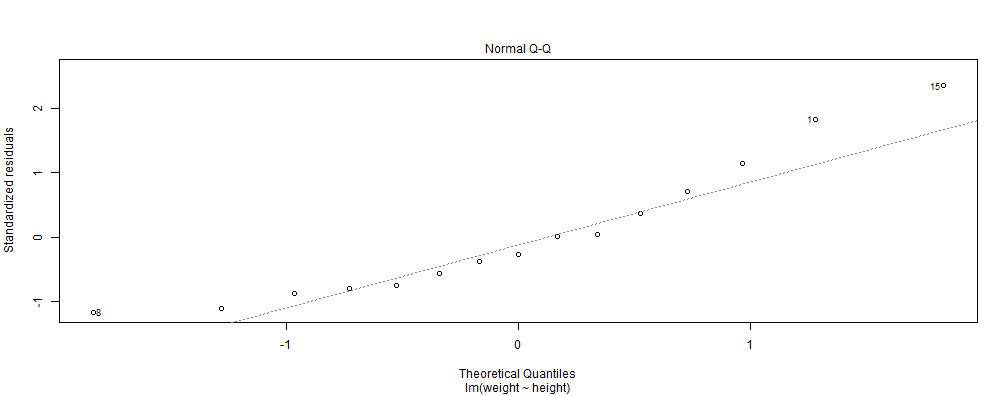 Normal Q-Q
Standardized residuals
2
1
0
-1
15
1
8
-1
0
1
Theoretical Quantiles
lm(weight ~ height)